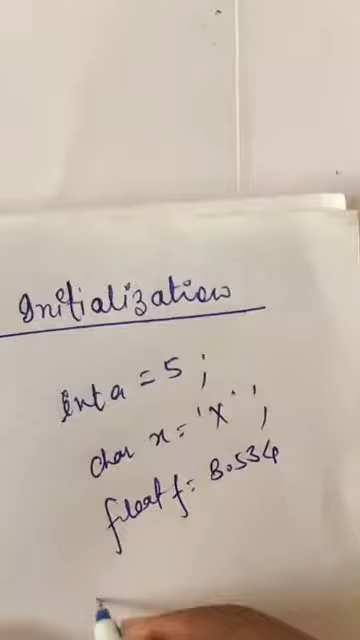 Initialization
int a = 5 ;
char x = 'X' ;
float f = 8.534